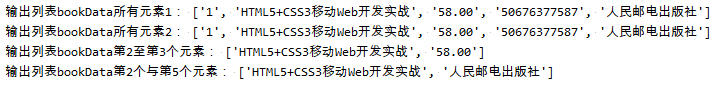 输出列表bookData所有元素1: ['1', 'HTML5+CSS3移动Web开发实战', '58.00', '50676377587', '人民邮电出版社']
输出列表bookData所有元素2: ['1', 'HTML5+CSS3移动Web开发实战', '58.00', '50676377587', '人民邮电出版社']
输出列表bookData第2至第3个元素: ['HTML5+CSS3移动Web开发实战', '58.00']
输出列表bookData第2个与第5个元素: ['HTML5+CSS3移动Web开发实战', '人民邮电出版社']